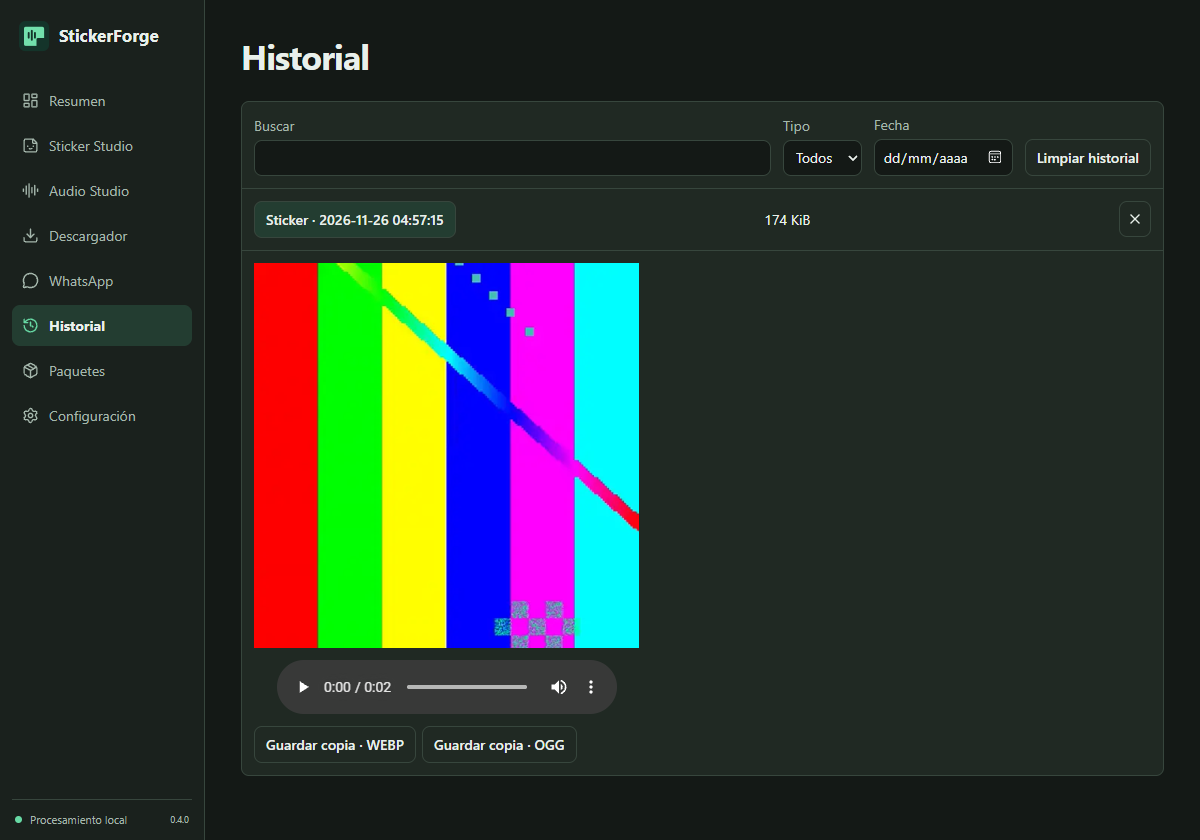 StickerForge
Resumen
Sticker Studio
Audio Studio
Descargador
WhatsApp
Historial
Paquetes
Configuración
Procesamiento local 0.4.0
Historial
Buscar Tipo Fecha
Todos dd/mm/aaaa Limpiar historial
Sticker · 2026-11-26 04:57:15 174 KiB
0:00 / 0:02
Guardar copia · WEBP Guardar copia · OGG